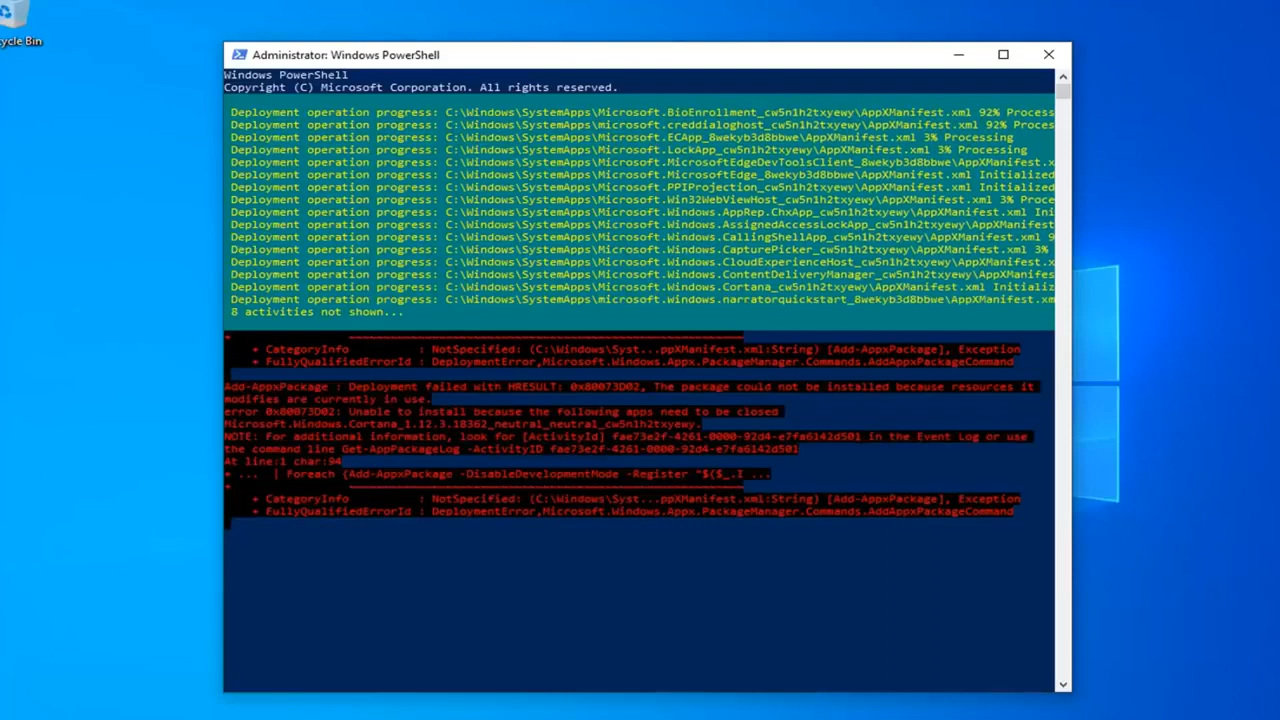 cycle Bin
Administrator: Windows PowerShell
Windows PowerShell
Copyright (C) Microsoft Corporation. All rights reserved.
Deployment operation progress: C:\Windows\SystemApps\Microsoft.BioEnrollment_cw5n1h2txyewy\AppXManifest.xml 92% Process
Deployment operation progress: C:\Windows\SystemApps\Microsoft.creddialoghost_cw5n1h2txyewy\AppXManifest.xml 92% Proces
Deployment operation progress: C:\Windows\SystemApps\Microsoft.ECApp_8wekyb3d8bbwe\AppXManifest.xml 3% Processing
Deployment operation progress: C:\Windows\SystemApps\Microsoft.LockApp_cw5n1h2txyewy\AppXManifest.xml 3% Processing
Deployment operation progress: C:\Windows\SystemApps\Microsoft.MicrosoftEdgeDevToolsClient_8wekyb3d8bbwe\AppXManifest.x
Deployment operation progress: C:\Windows\SystemApps\Microsoft.MicrosoftEdge_8wekyb3d8bbwe\AppXManifest.xml Initialized
Deployment operation progress: C:\Windows\SystemApps\Microsoft.PPIProjection_cw5n1h2txyewy\AppXManifest.xml Initialized
Deployment operation progress: C:\Windows\SystemApps\Microsoft.Win32WebViewHost_cw5n1h2txyewy\AppXManifest.xml 3% Proce
Deployment operation progress: C:\Windows\SystemApps\Microsoft.Windows.AppRep.ChxApp_cw5n1h2txyewy\AppXManifest.xml Ini
Deployment operation progress: C:\Windows\SystemApps\Microsoft.Windows.AssignedAccessLockApp_cw5n1h2txyewy\AppXManifest
Deployment operation progress: C:\Windows\SystemApps\Microsoft.Windows.CallingShellApp_cw5n1h2txyewy\AppXManifest.xml 9
Deployment operation progress: C:\Windows\SystemApps\Microsoft.Windows.CapturePicker_cw5n1h2txyewy\AppXManifest.xml 3%
Deployment operation progress: C:\Windows\SystemApps\Microsoft.Windows.CloudExperienceHost_cw5n1h2txyewy\AppXManifest.x
Deployment operation progress: C:\Windows\SystemApps\Microsoft.Windows.ContentDeliveryManager_cw5n1h2txyewy\AppXManifes
Deployment operation progress: C:\Windows\SystemApps\Microsoft.Windows.Cortana_cw5n1h2txyewy\AppXManifest.xml Initializ
Deployment operation progress: C:\Windows\SystemApps\Microsoft.Windows.narratorquickstart_8wekyb3d8bbwe\AppXManifest.xm
8 activities not shown...
+
+ CategoryInfo : NotSpecified: (C:\Windows\Syst...ppXManifest.xml:String) [Add-AppxPackage], Exception
+ FullyQualifiedErrorId : DeploymentError,Microsoft.Windows.Appx.PackageManager.Commands.AddAppxPackageCommand
Add-AppxPackage : Deployment failed with HRESULT: 0x80073D02, The package could not be installed because resources it
modifies are currently in use.
error 0x80073D02: Unable to install because the following apps need to be closed
Microsoft.Windows.Cortana_1.12.3.18362_neutral_neutral_cw5n1h2txyewy.
NOTE: For additional information, look for [ActivityId] fae73e2f-4261-0000-92d4-e7fa6142d501 in the Event Log or use
the command line Get-AppPackageLog -ActivityID fae73e2f-4261-0000-92d4-e7fa6142d501
At line:1 char:94
+ ... | Foreach {Add-AppxPackage -DisableDevelopmentMode -Register "$($_.I ...
+
+ CategoryInfo : NotSpecified: (C:\Windows\Syst...ppXManifest.xml:String) [Add-AppxPackage], Exception
+ FullyQualifiedErrorId : DeploymentError,Microsoft.Windows.Appx.PackageManager.Commands.AddAppxPackageCommand